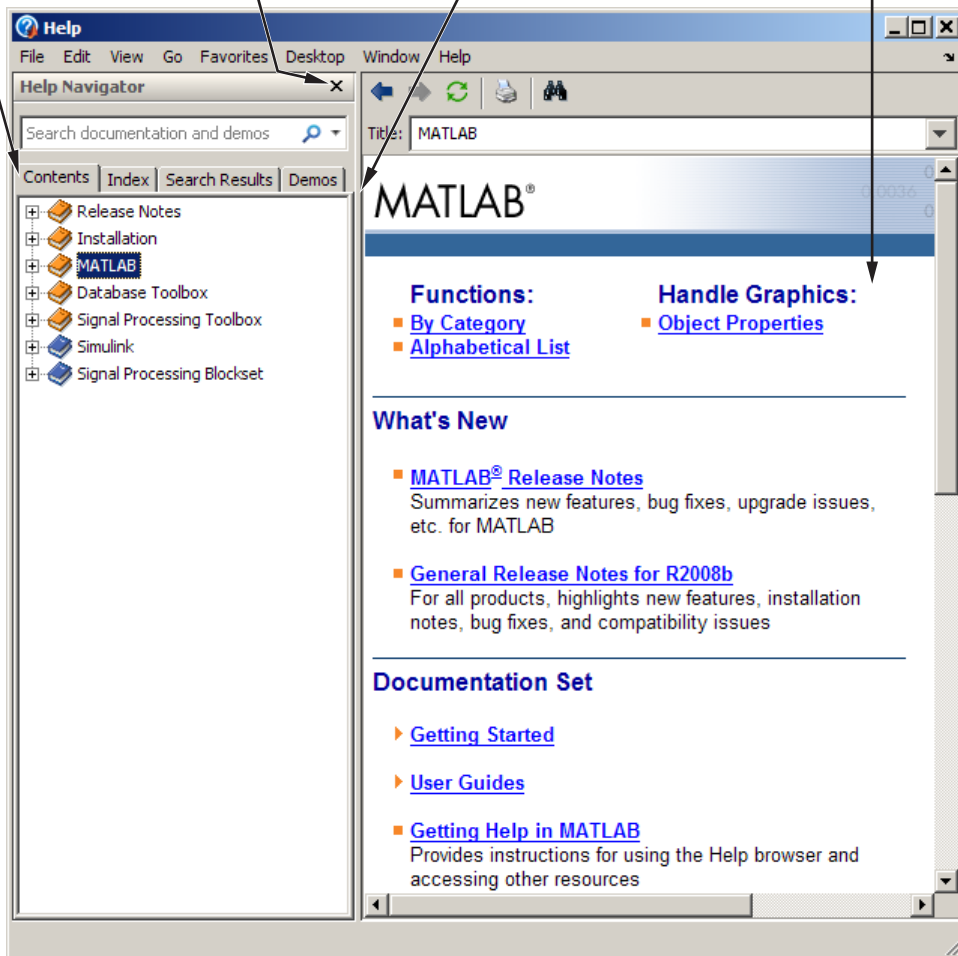 Help
File Edit View Go Favorites Desktop Window Help
Help Navigator
Search documentation and demos
Contents Index Search Results Demos
Release Notes
Installation
MATLAB
Database Toolbox
Signal Processing Toolbox
Simulink
Signal Processing Blockset
Title: MATLAB
MATLAB®
0.0036
Functions:
By Category
Alphabetical List
Handle Graphics:
Object Properties
What's New
MATLAB® Release Notes
Summarizes new features, bug fixes, upgrade issues,
etc. for MATLAB
General Release Notes for R2008b
For all products, highlights new features, installation
notes, bug fixes, and compatibility issues
Documentation Set
Getting Started
User Guides
Getting Help in MATLAB
Provides instructions for using the Help browser and
accessing other resources